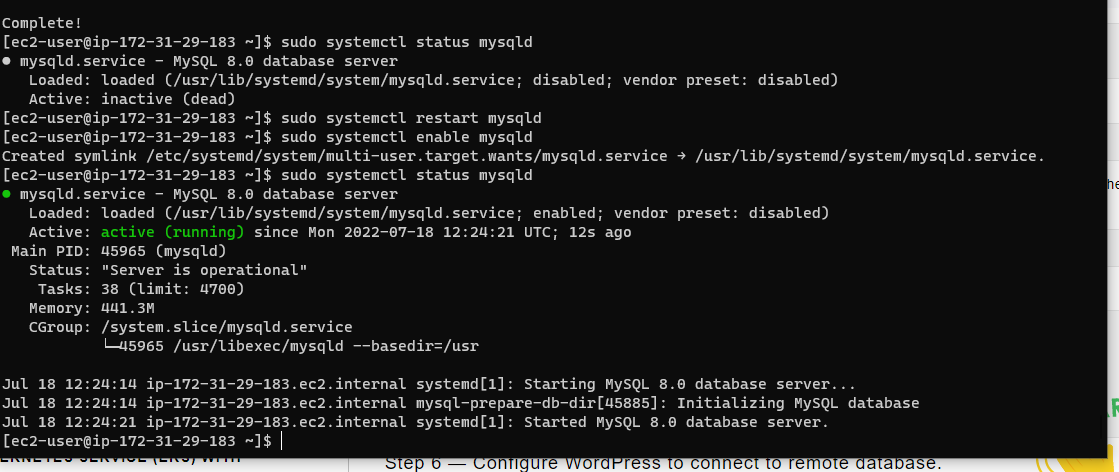 Complete!
[ec2-user@ip-172-31-29-183 ~]$ sudo systemctl status mysqld
● mysqld.service - MySQL 8.0 database server
   Loaded: loaded (/usr/lib/systemd/system/mysqld.service; disabled; vendor preset: disabled)
   Active: inactive (dead)
[ec2-user@ip-172-31-29-183 ~]$ sudo systemctl restart mysqld
[ec2-user@ip-172-31-29-183 ~]$ sudo systemctl enable mysqld
Created symlink /etc/systemd/system/multi-user.target.wants/mysqld.service → /usr/lib/systemd/system/mysqld.service.
[ec2-user@ip-172-31-29-183 ~]$ sudo systemctl status mysqld
● mysqld.service - MySQL 8.0 database server
   Loaded: loaded (/usr/lib/systemd/system/mysqld.service; enabled; vendor preset: disabled)
   Active: active (running) since Mon 2022-07-18 12:24:21 UTC; 12s ago
 Main PID: 45965 (mysqld)
   Status: "Server is operational"
    Tasks: 38 (limit: 4700)
   Memory: 441.3M
   CGroup: /system.slice/mysqld.service
           └─45965 /usr/libexec/mysqld --basedir=/usr
Jul 18 12:24:14 ip-172-31-29-183.ec2.internal systemd[1]: Starting MySQL 8.0 database server...
Jul 18 12:24:14 ip-172-31-29-183.ec2.internal mysql-prepare-db-dir[45885]: Initializing MySQL database
Jul 18 12:24:21 ip-172-31-29-183.ec2.internal systemd[1]: Started MySQL 8.0 database server.
[ec2-user@ip-172-31-29-183 ~]$
Step 6 — Configure WordPress to connect to remote database.